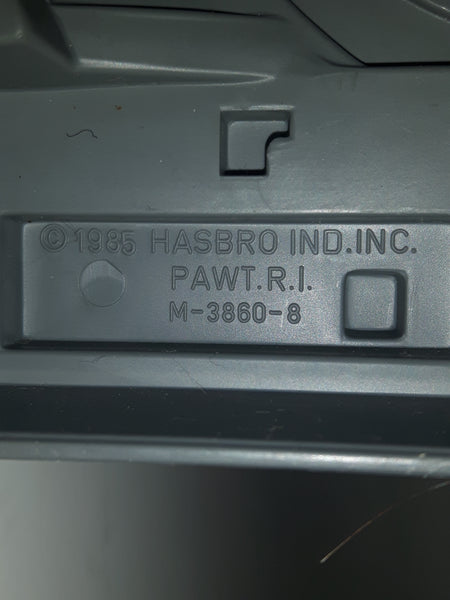 © 1985 HASBRO IND.INC.
PAWT.R.I.
M-3860-8